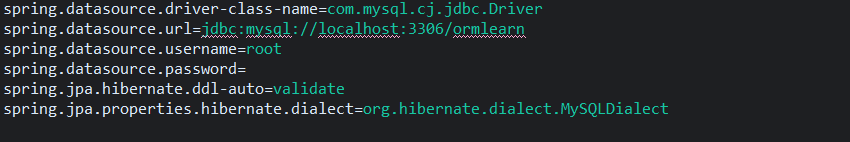 spring.datasource.driver-class-name=com.mysql.cj.jdbc.Driver
spring.datasource.url=jdbc:mysql://localhost:3306/ormlearn
spring.datasource.username=root
spring.datasource.password=
spring.jpa.hibernate.ddl-auto=validate
spring.jpa.properties.hibernate.dialect=org.hibernate.dialect.MySQLDialect